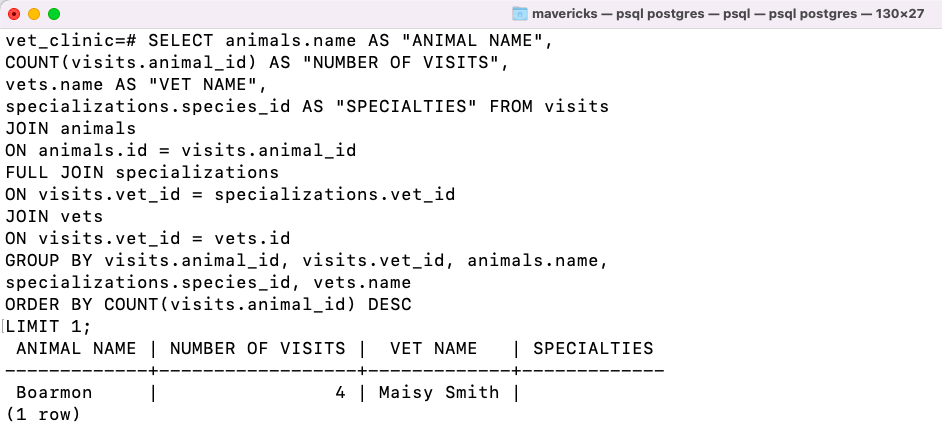 mavericks — psql postgres — psql — psql postgres — 130×27
vet_clinic=# SELECT animals.name AS "ANIMAL NAME",
COUNT(visits.animal_id) AS "NUMBER OF VISITS",
vets.name AS "VET NAME",
specializations.species_id AS "SPECIALTIES" FROM visits
JOIN animals
ON animals.id = visits.animal_id
FULL JOIN specializations
ON visits.vet_id = specializations.vet_id
JOIN vets
ON visits.vet_id = vets.id
GROUP BY visits.animal_id, visits.vet_id, animals.name,
specializations.species_id, vets.name
ORDER BY COUNT(visits.animal_id) DESC
[LIMIT 1;
 ANIMAL NAME | NUMBER OF VISITS |  VET NAME   | SPECIALTIES
-------------+------------------+-------------+-------------
 Boarmon     |                4 | Maisy Smith |
(1 row)